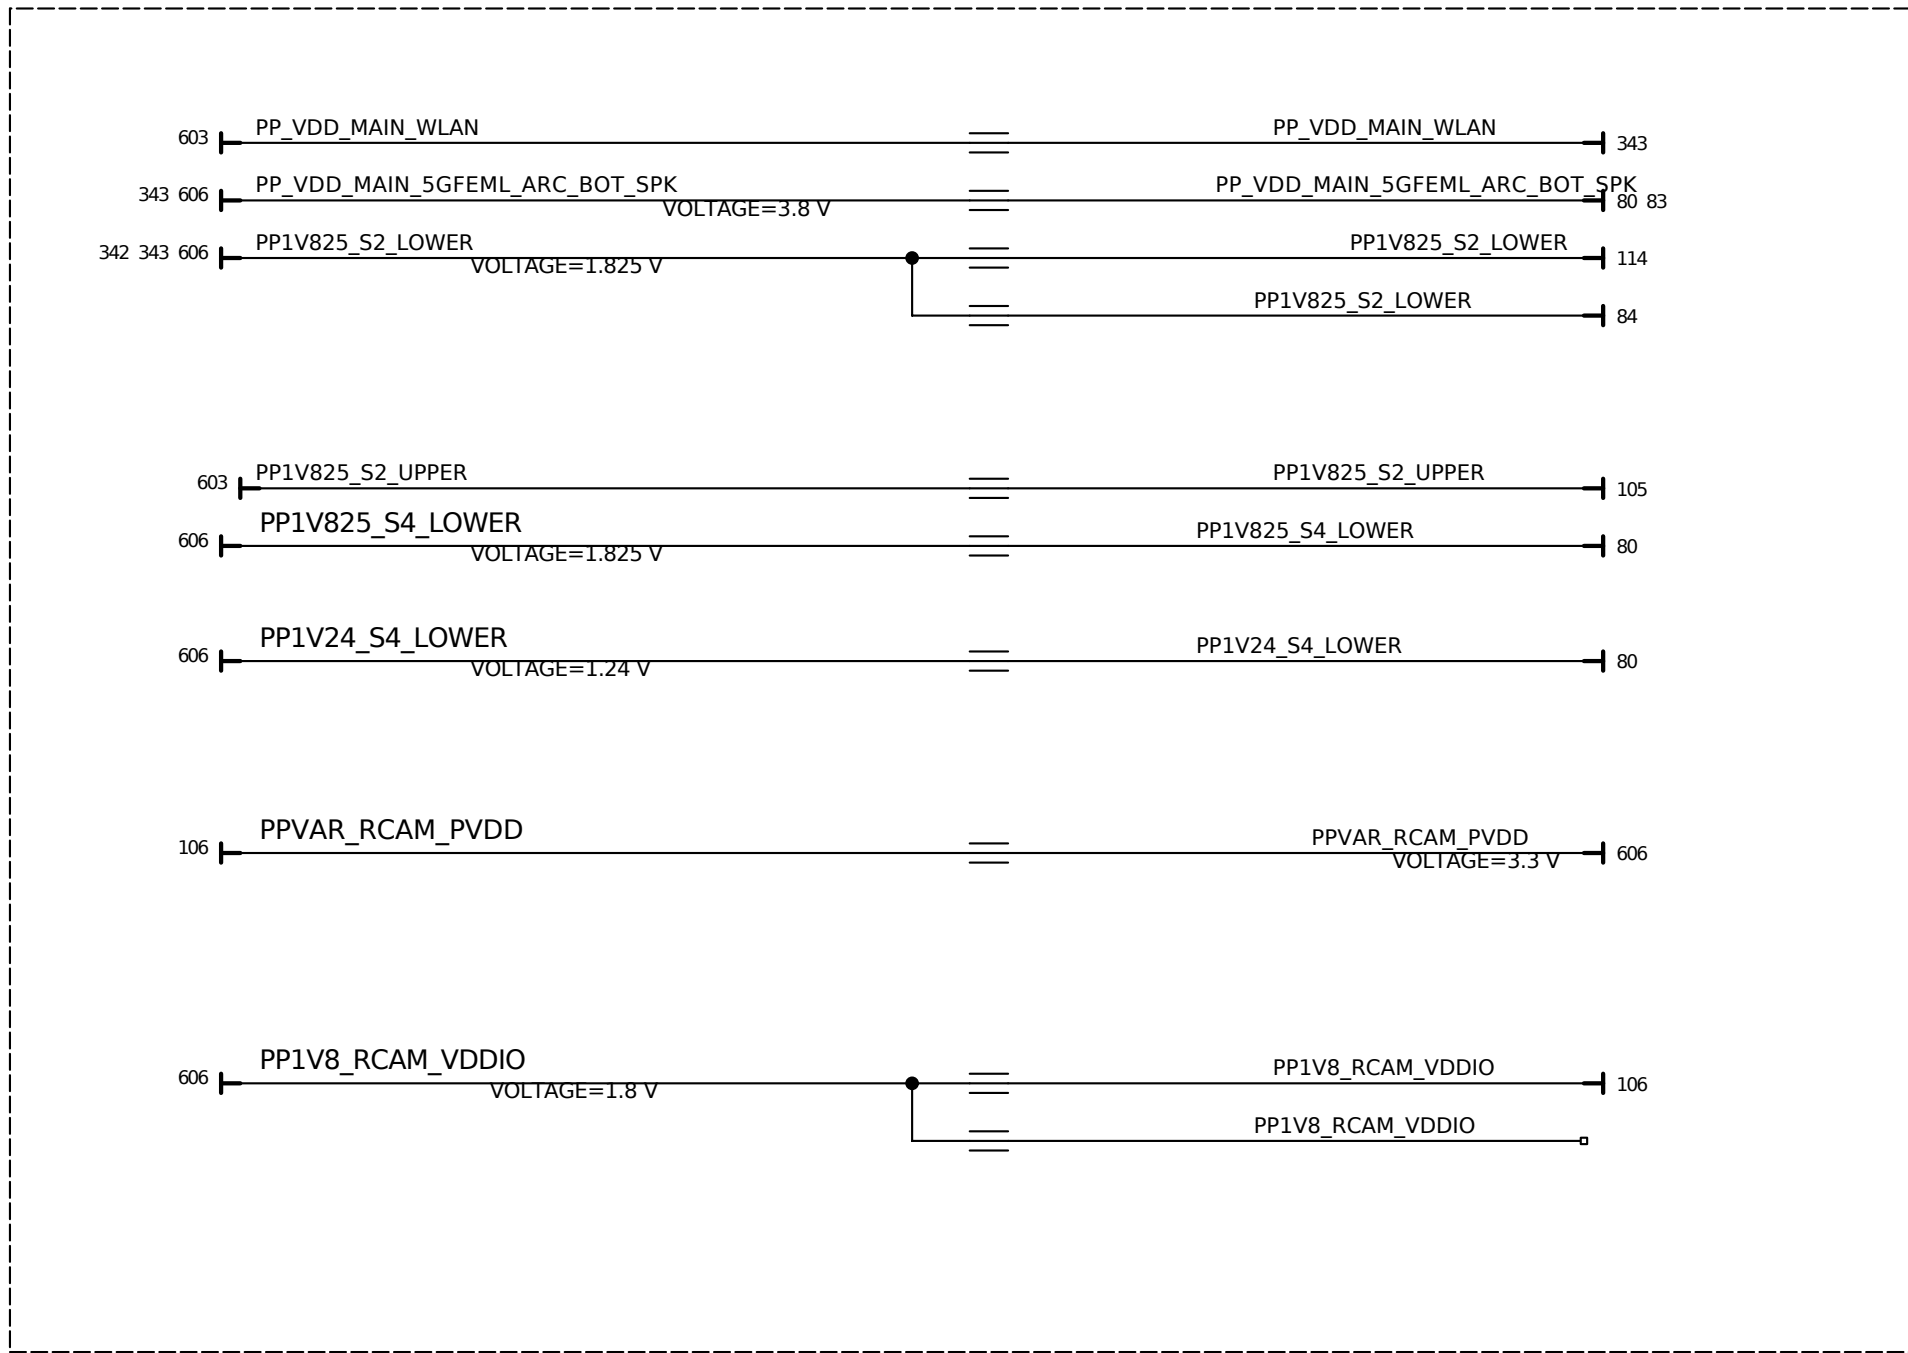 603 PP_VDD_MAIN_WLAN PP_VDD_MAIN_WLAN 343
343 606 PP_VDD_MAIN_5GFEML_ARC_BOT_SPK PP_VDD_MAIN_5GFEML_ARC_BOT_SPK 80 83
VOLTAGE=3.8 V
342 343 606 PP1V825_S2_LOWER PP1V825_S2_LOWER 114
VOLTAGE=1.825 V
PP1V825_S2_LOWER 84
603 PP1V825_S2_UPPER PP1V825_S2_UPPER 105
606 PP1V825_S4_LOWER PP1V825_S4_LOWER 80
VOLTAGE=1.825 V
606 PP1V24_S4_LOWER PP1V24_S4_LOWER 80
VOLTAGE=1.24 V
106 PPVAR_RCAM_PVDD PPVAR_RCAM_PVDD 606
VOLTAGE=3.3 V
606 PP1V8_RCAM_VDDIO PP1V8_RCAM_VDDIO 106
VOLTAGE=1.8 V
PP1V8_RCAM_VDDIO